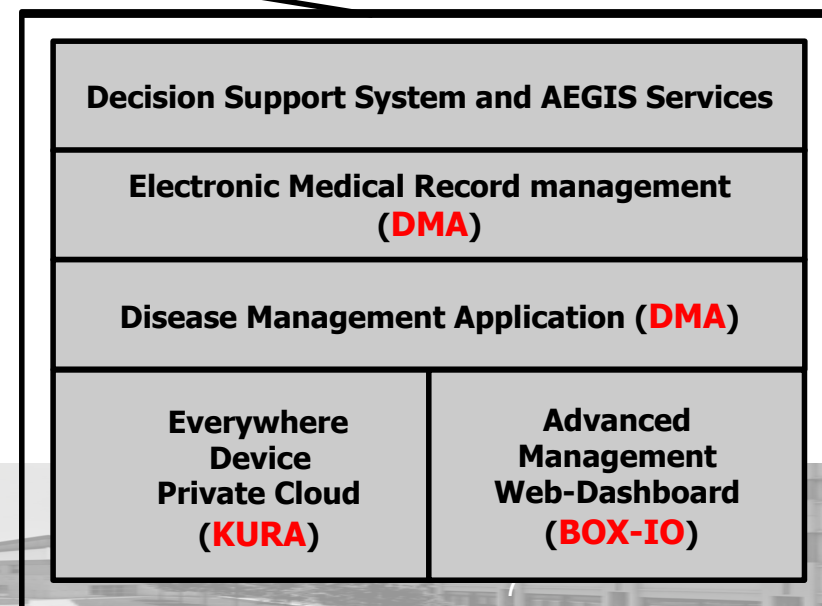 Decision Support System and AEGIS Services
Electronic Medical Record management
(DMA)
Disease Management Application (DMA)
Everywhere
Device
Private Cloud
(KURA)
Advanced
Management
Web-Dashboard
(BOX-IO)
7